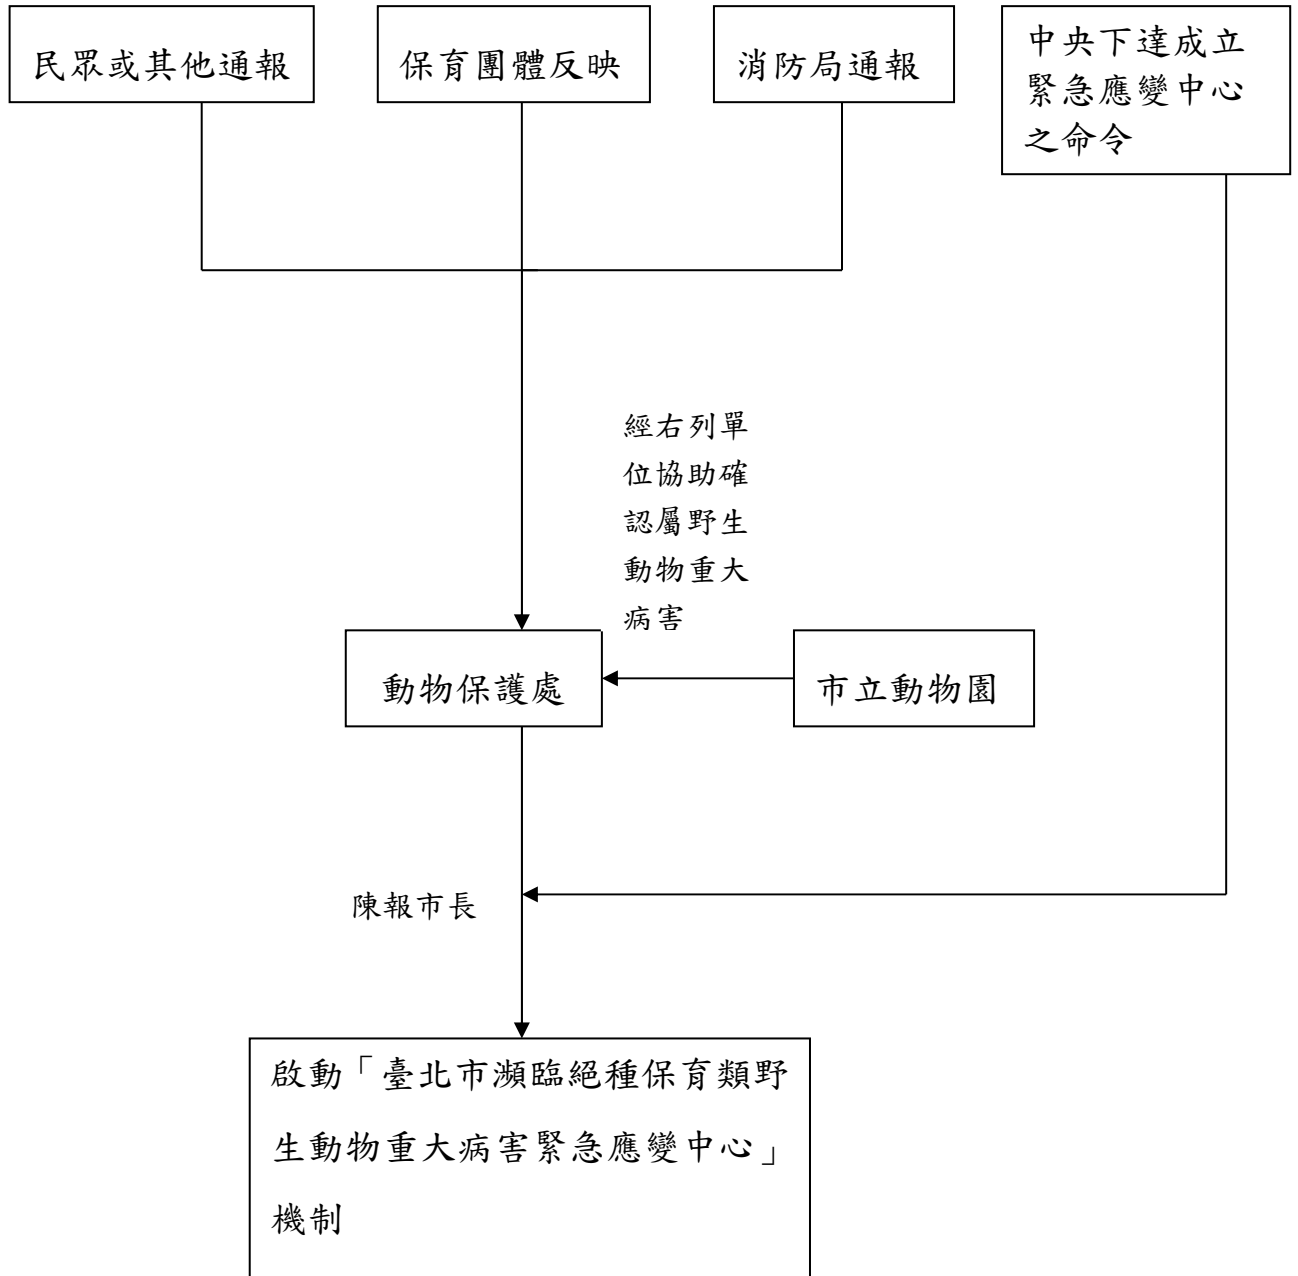 民眾或其他通報
保育團體反映
消防局通報
中央下達成立
緊急應變中心
之命令
經右列單
位協助確
認屬野生
動物重大
病害
動物保護處
市立動物園
陳報市長
啟動「臺北市瀕臨絕種保育類野
生動物重大病害緊急應變中心」
機制